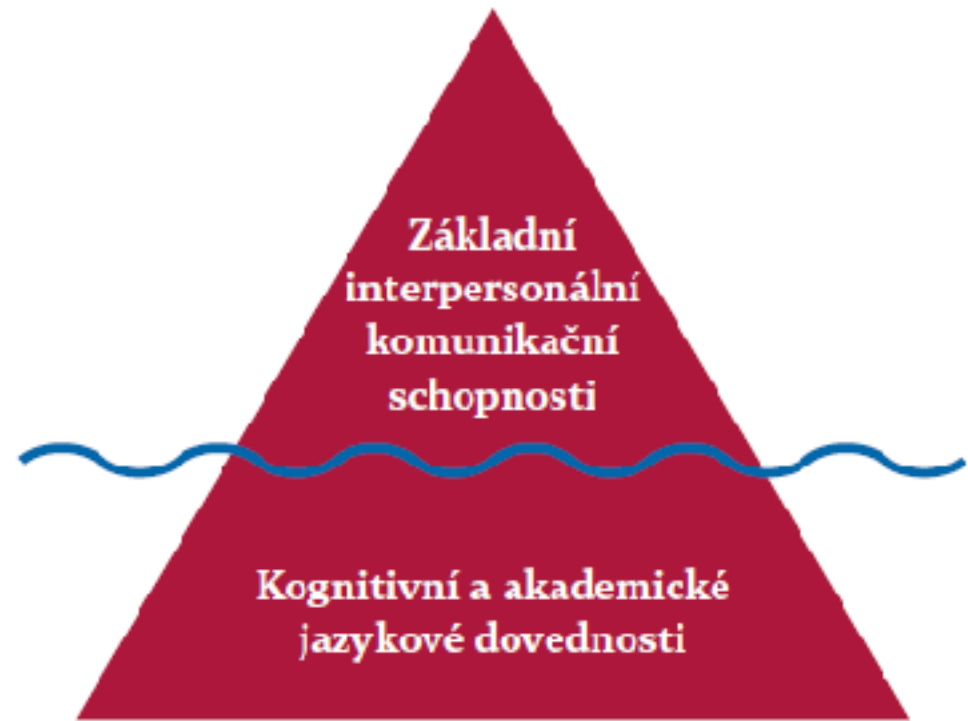 Základní
interpersonální
komunikační
schopnosti
Kognitivní a akademické
jazykové dovednosti